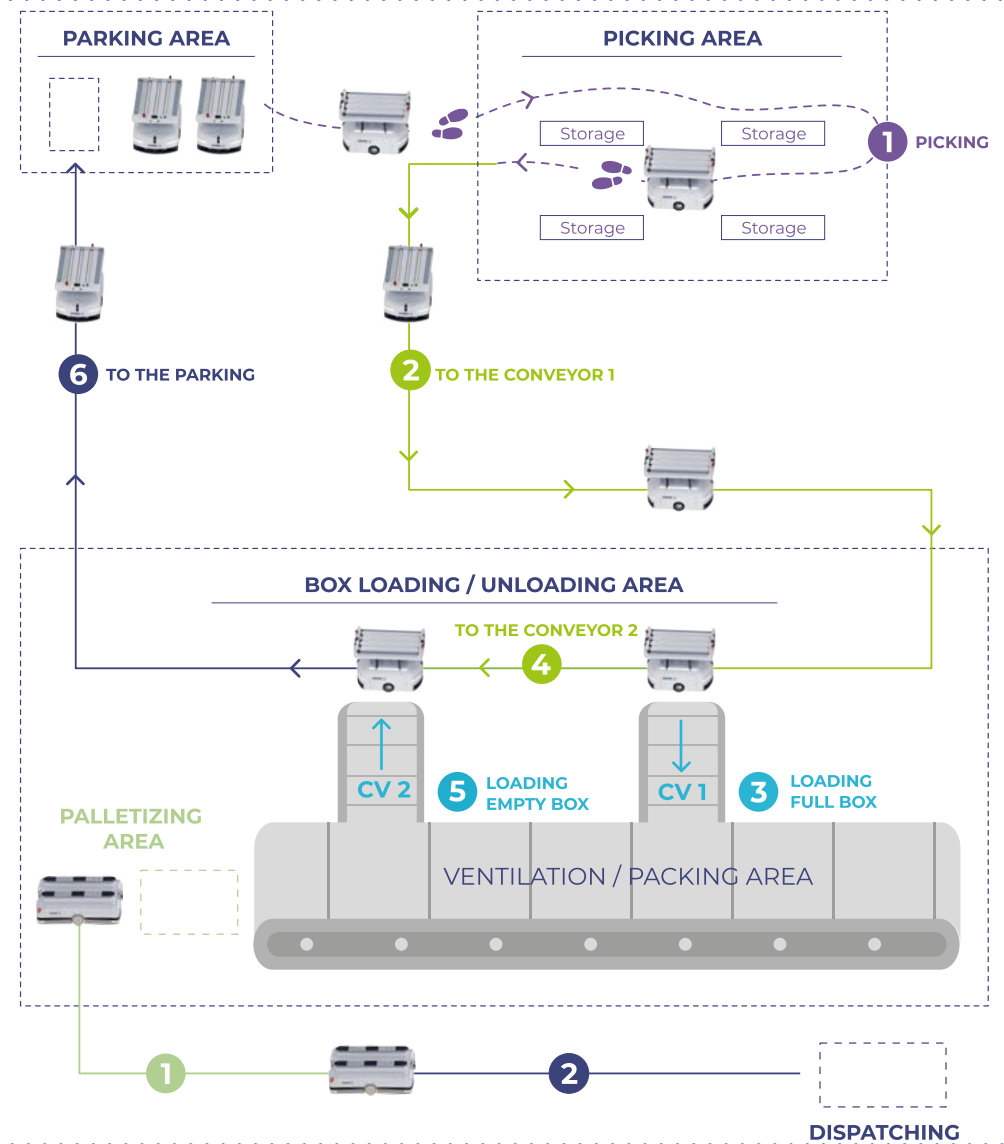 PARKING AREA
PICKING AREA
Storage
Storage
1
PICKING
Storage
Storage
6
TO THE PARKING
2
TO THE CONVEYOR 1
BOX LOADING / UNLOADING AREA
TO THE CONVEYOR 2
4
CV 2
5
LOADING
EMPTY BOX
CV 1
3
LOADING
FULL BOX
PALLETIZING
AREA
VENTILATION / PACKING AREA
1
2
DISPATCHING